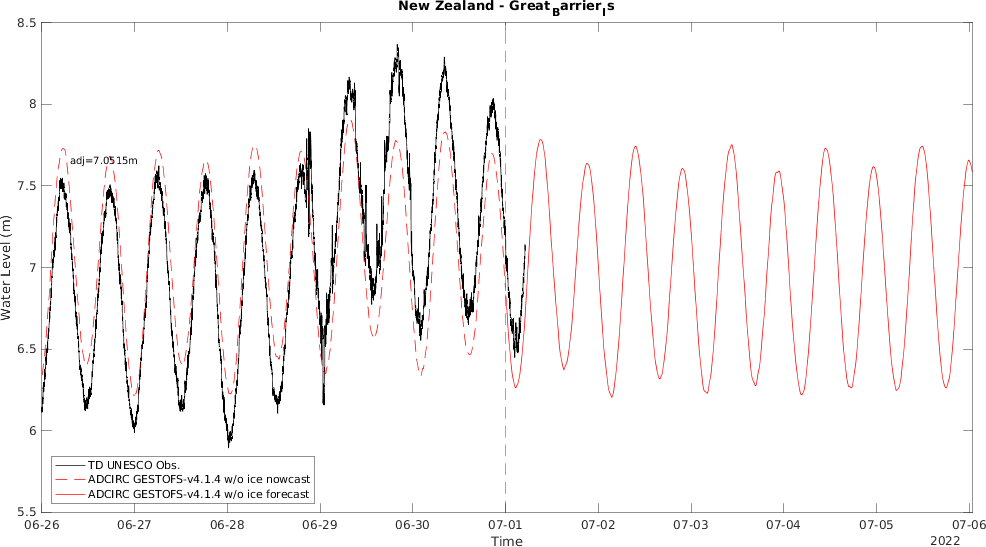 New Zealand - Great_Barrier_Is
8.5
8
7.5
7
6.5
6
5.5
Water Level (m)
adj=7.0515m
TD UNESCO Obs.
ADCIRC GESTOFS-v4.1.4 w/o ice nowcast
ADCIRC GESTOFS-v4.1.4 w/o ice forecast
06-26 06-27 06-28 06-29 06-30 07-01 07-02 07-03 07-04 07-05 07-06
Time
2022